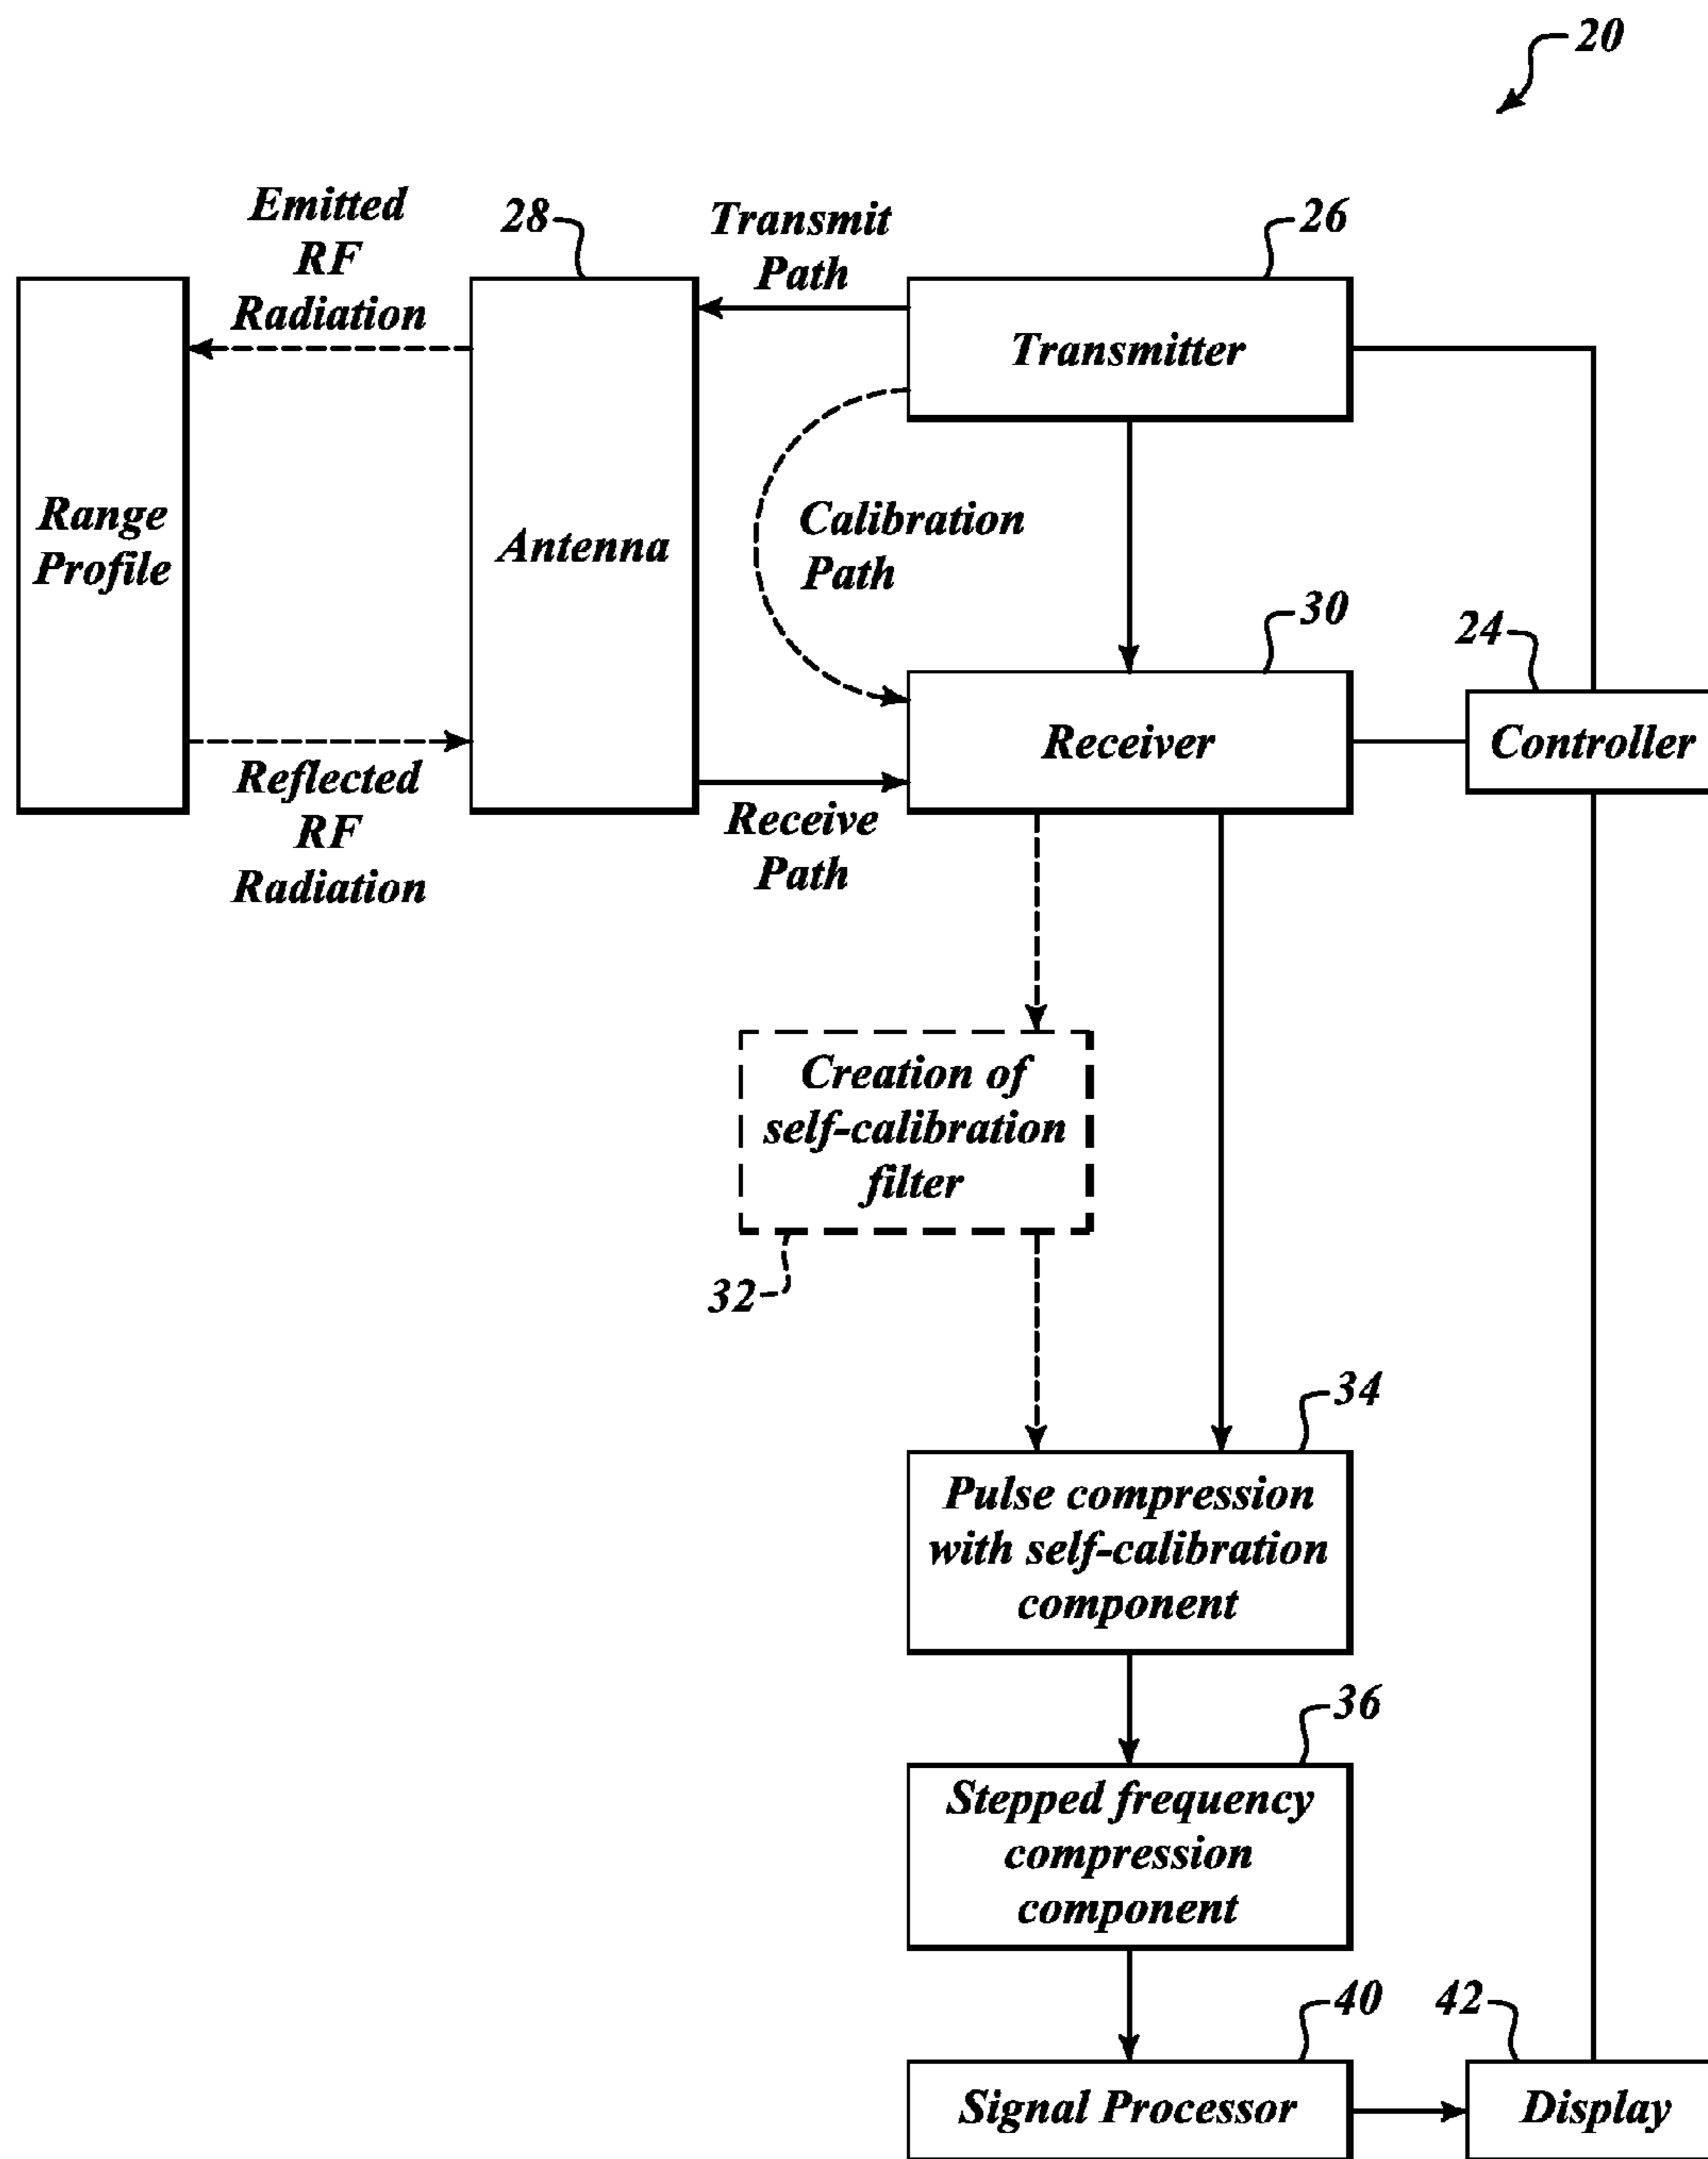 20
Emitted
RF
Radiation
28
Transmit
Path
26
Transmitter
Range
Profile
Antenna
Calibration
Path
30
24
Receiver
Controller
Reflected
RF
Radiation
Receive
Path
Creation of
self-calibration
filter
32
34
Pulse compression
with self-calibration
component
36
Stepped frequency
compression
component
40
42
Signal Processor
Display